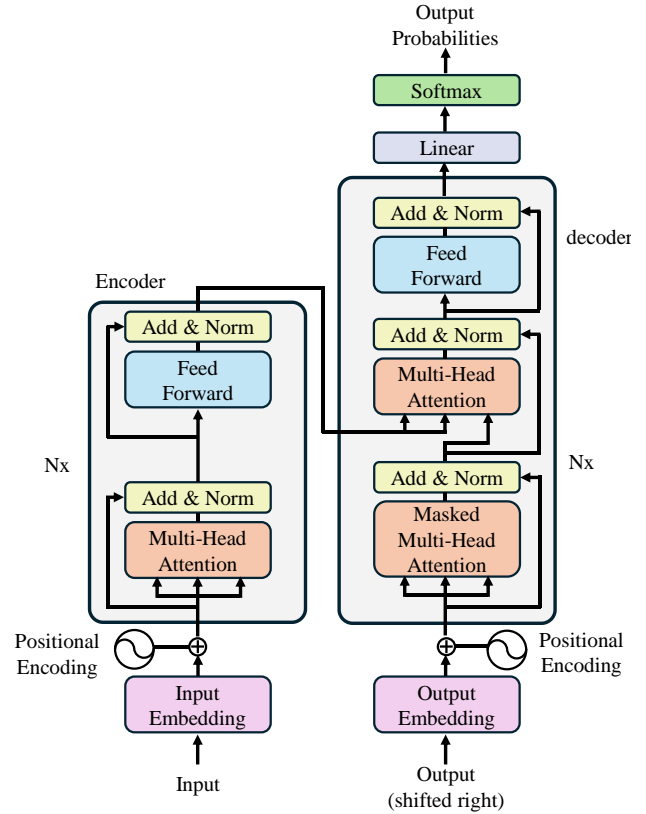 Output
Probabilities
Softmax
Linear
Add & Norm
Feed
Forward
decoder
Encoder
Add & Norm
Feed
Forward
Add & Norm
Multi-Head
Attention
Nx
Add & Norm
Multi-Head
Attention
Add & Norm
Masked
Multi-Head
Attention
Nx
Positional
Encoding
Positional
Encoding
Input
Embedding
Output
Embedding
Input
Output
(shifted right)